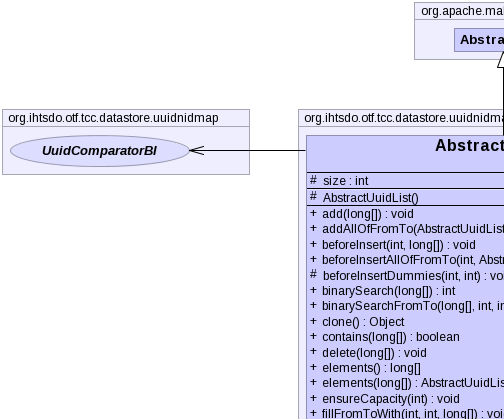 org.apache.ma
Abstra
org.ihtsdo.otf.tcc.datastore.uuidnidmap
UuidComparatorBI
org.ihtsdo.otf.tcc.datastore.uuidnidma
Abstract
# size : int
# AbstractUuidList()
+ add(long[]) : void
+ addAllOfFromTo(AbstractUuidList
+ beforeInsert(int, long[]) : void
+ beforeInsertAllOfFromTo(int, Abstr
# beforeInsertDummies(int, int) : voi
+ binarySearch(long[]) : int
+ binarySearchFromTo(long[], int, in
+ clone() : Object
+ contains(long[]) : boolean
+ delete(long[]) : void
+ elements() : long[]
+ elements(long[]) : AbstractUuidLis
+ ensureCapacity(int) : void
+ fillFromToWith(int, int, long[]) : voi